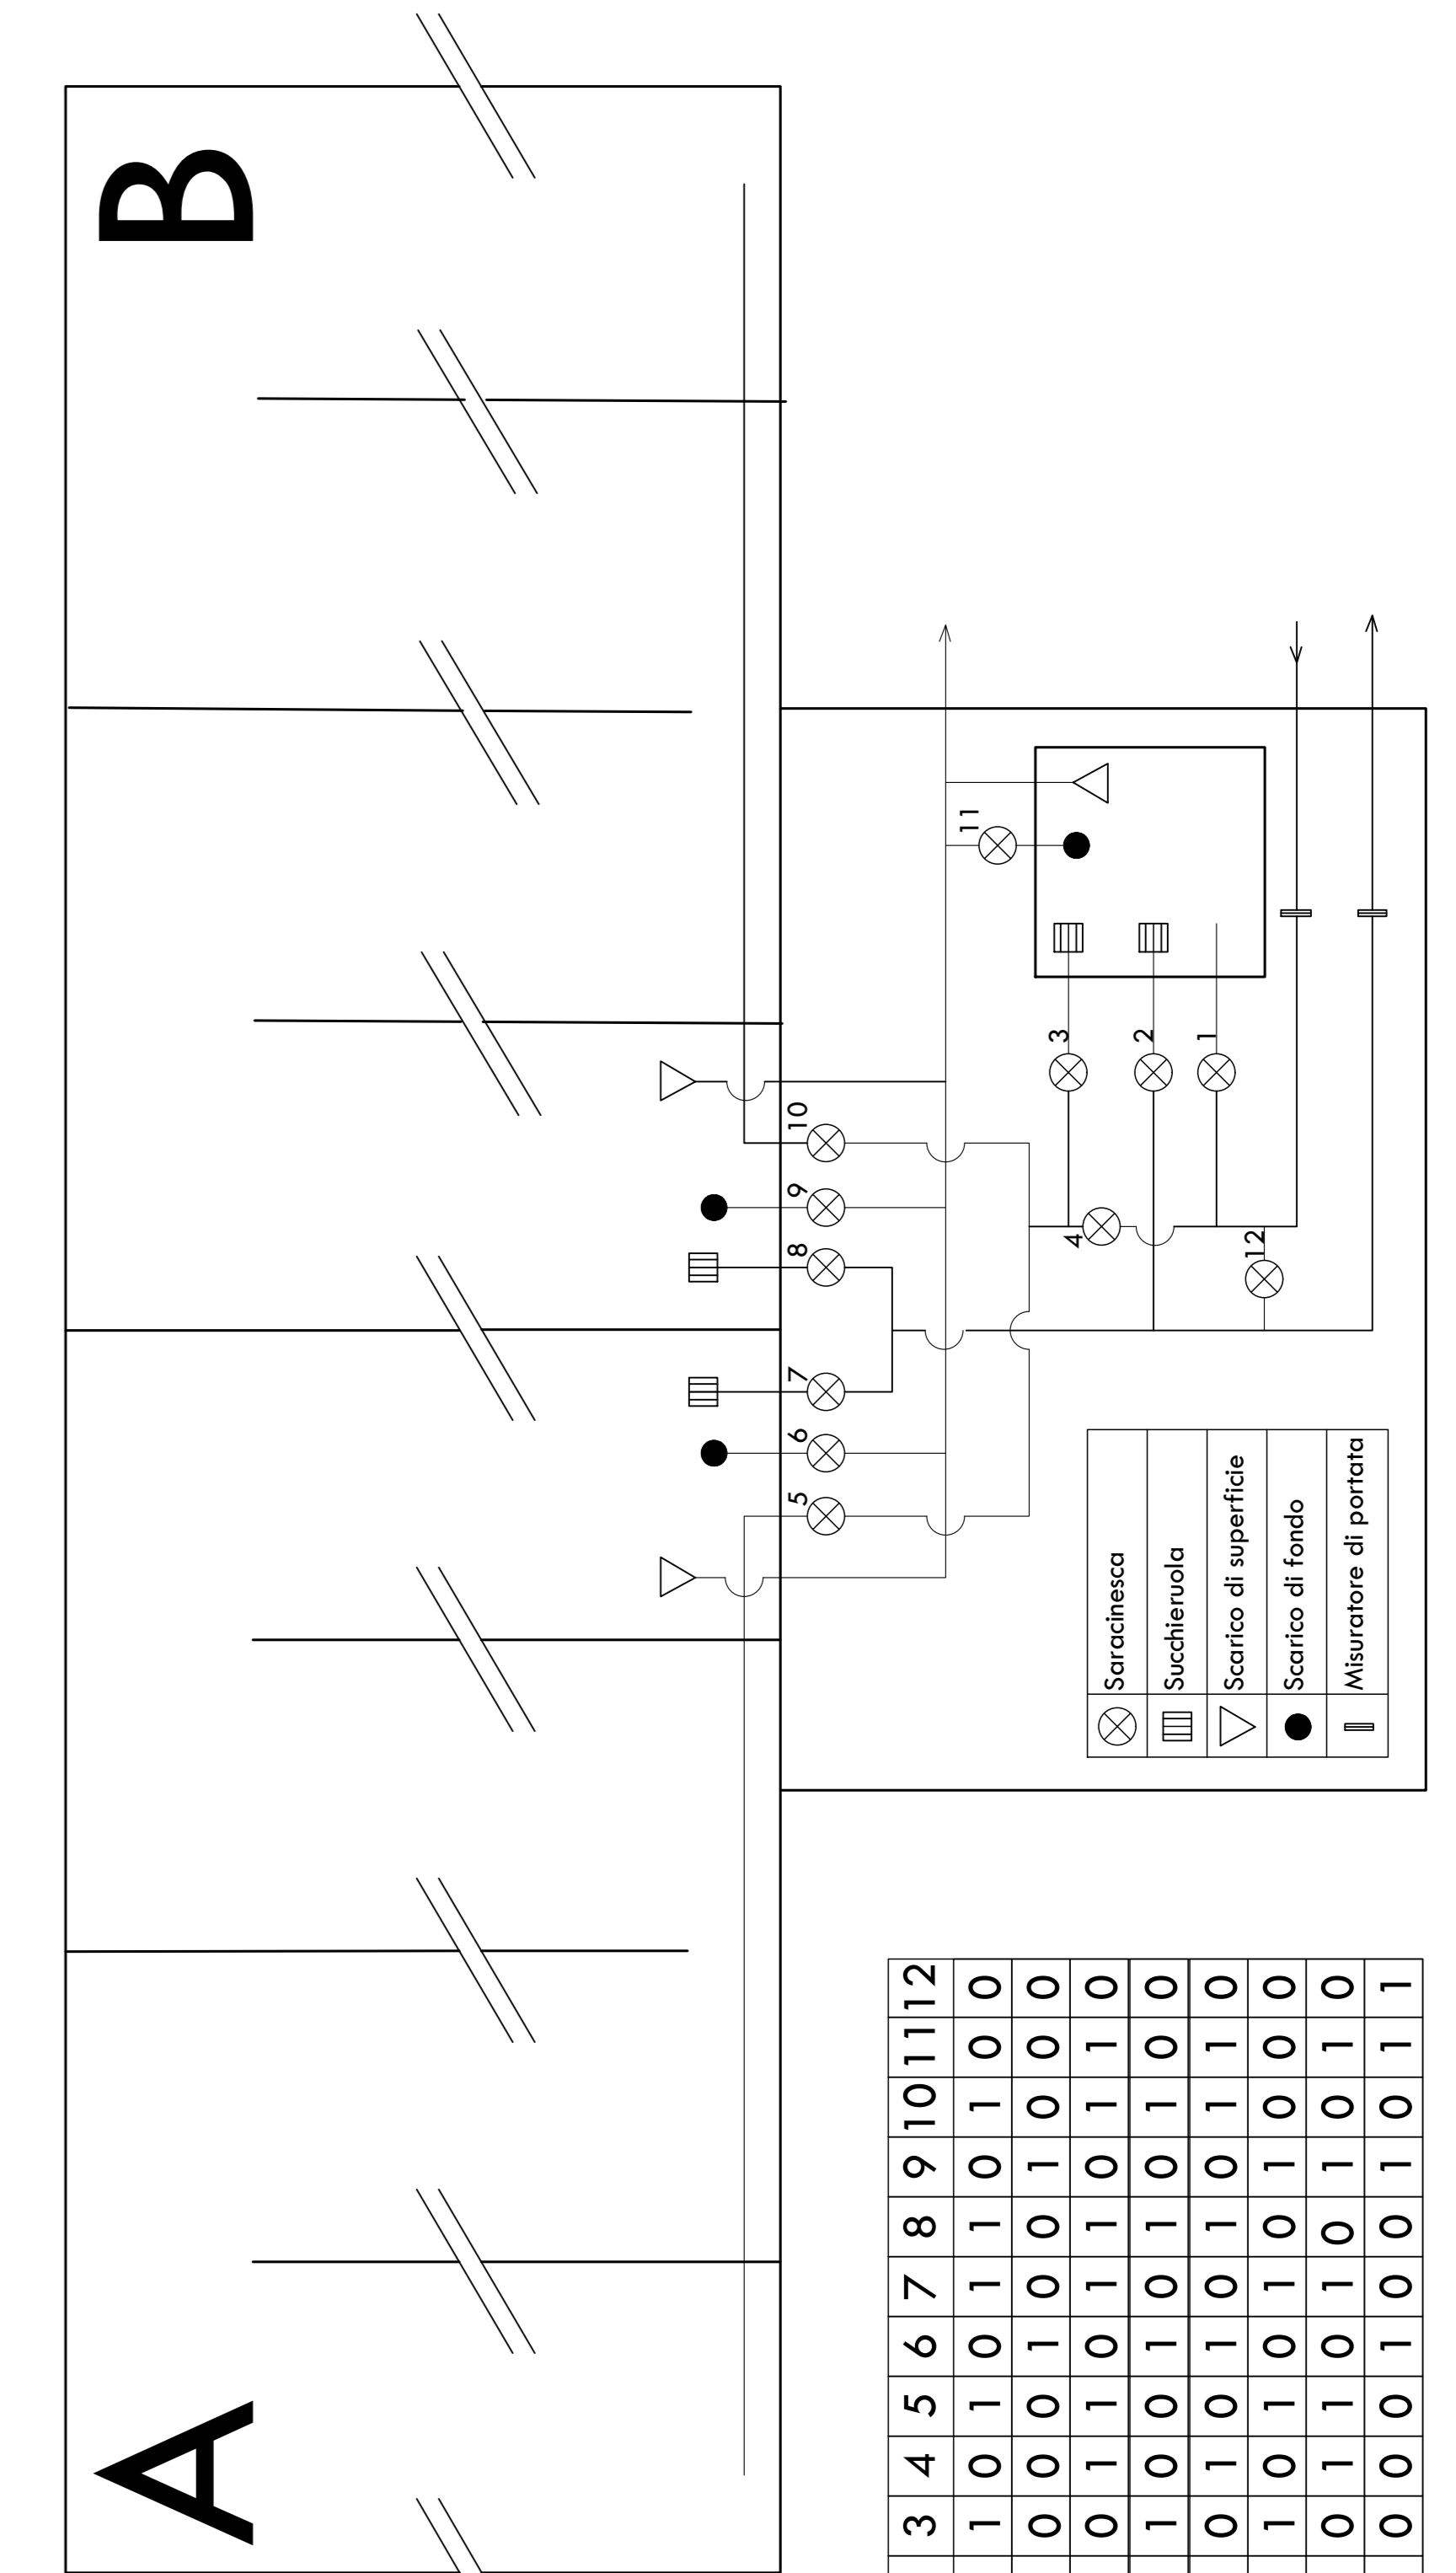 A
B
5
6
7
8
9
10
11
3
4
2
1
12
Saracinesca
Succhieruola
Scarico di superficie
Scarico di fondo
Misuratore di portata
3 4 5 6 7 8 9 10 11 12
1 0 1 0 1 1 0 1 0 0
0 0 0 1 0 0 1 0 0 0
0 1 1 0 1 1 0 1 1 0
1 0 0 1 0 1 0 1 0 0
0 1 0 1 0 1 0 1 1 0
1 0 1 0 1 0 1 0 0 0
0 1 1 0 1 0 1 0 1 0
0 0 0 1 0 0 1 0 1 1